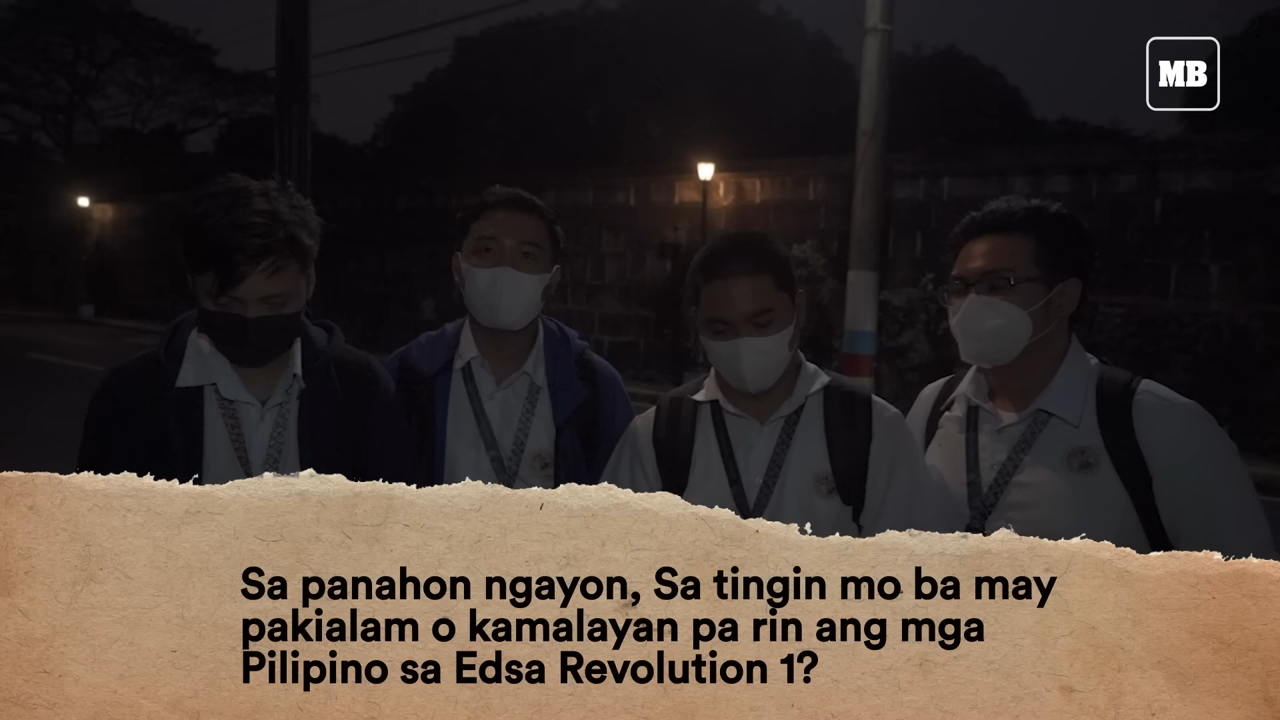 MB
Sa panahon ngayon, Sa tingin mo ba may
pakialam o kamalayan pa rin ang mga
Pilipino sa Edsa Revolution 1?